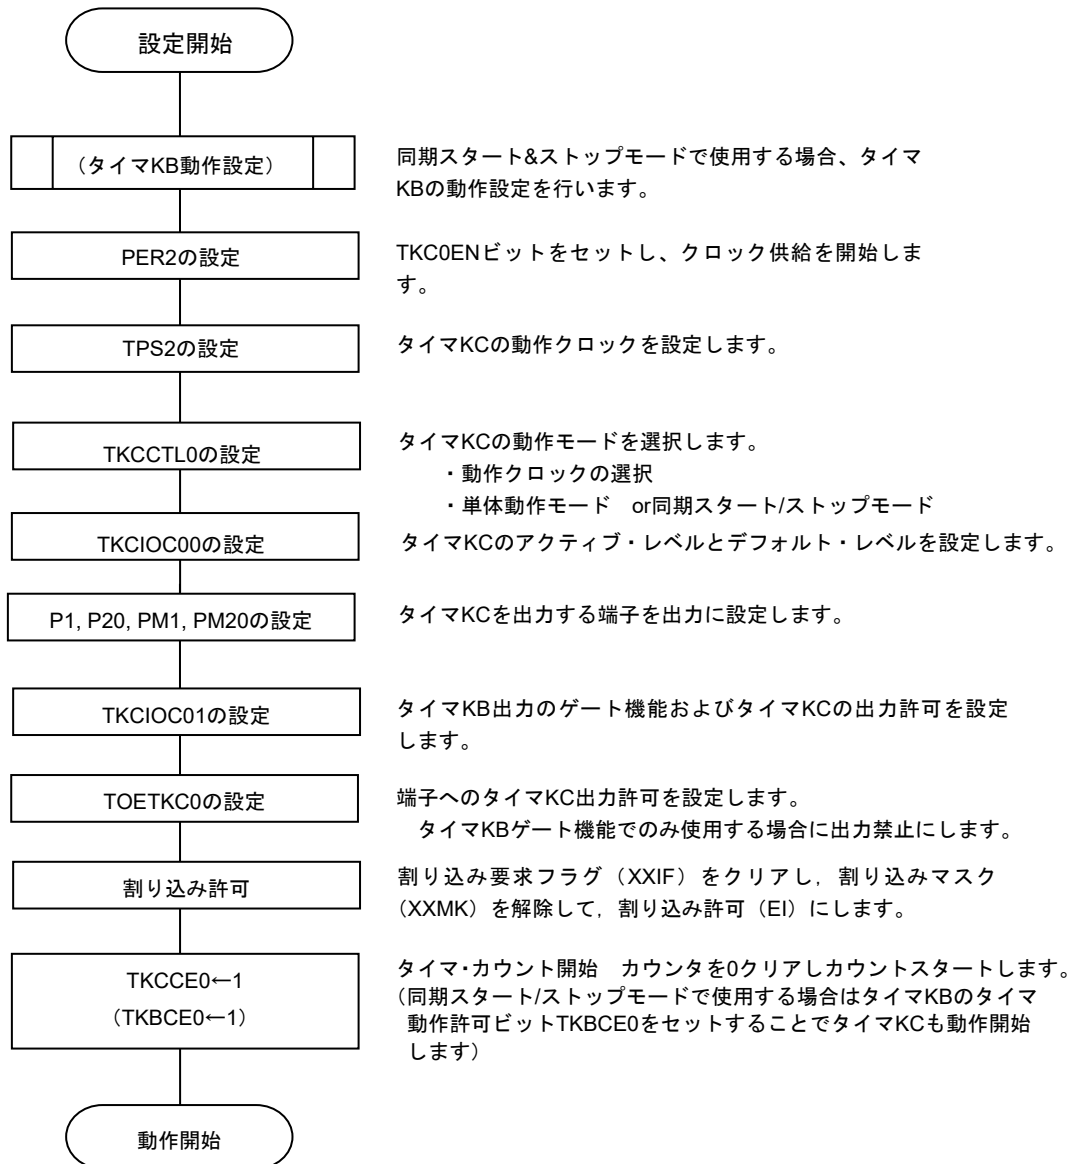 設定開始
（タイマKB動作設定）
同期スタート&ストップモードで使用する場合、タイマ
KBの動作設定を行います。
PER2の設定
TKC0ENビットをセットし、クロック供給を開始しま
す。
TPS2の設定
タイマKCの動作クロックを設定します。
TKCCTL0の設定
タイマKCの動作モードを選択します。
・動作クロックの選択
・単体動作モード　or同期スタート/ストップモード
TKCIOC00の設定
タイマKCのアクティブ・レベルとデフォルト・レベルを設定します。
P1, P20, PM1, PM20の設定
タイマKCを出力する端子を出力に設定します。
TKCIOC01の設定
タイマKB出力のゲート機能およびタイマKCの出力許可を設定
します。
TOETKC0の設定
端子へのタイマKC出力許可を設定します。
タイマKBゲート機能でのみ使用する場合に出力禁止にします。
割り込み許可
割り込み要求フラグ（XXIF）をクリアし，割り込みマスク
（XXMK）を解除して，割り込み許可（EI）にします。
TKCCE0←1
（TKBCE0←1）
タイマ・カウント開始　カウンタを0クリアしカウントスタートします。
（同期スタート/ストップモードで使用する場合はタイマKBのタイマ
動作許可ビットTKBCE0をセットすることでタイマKCも動作開始
します）
動作開始